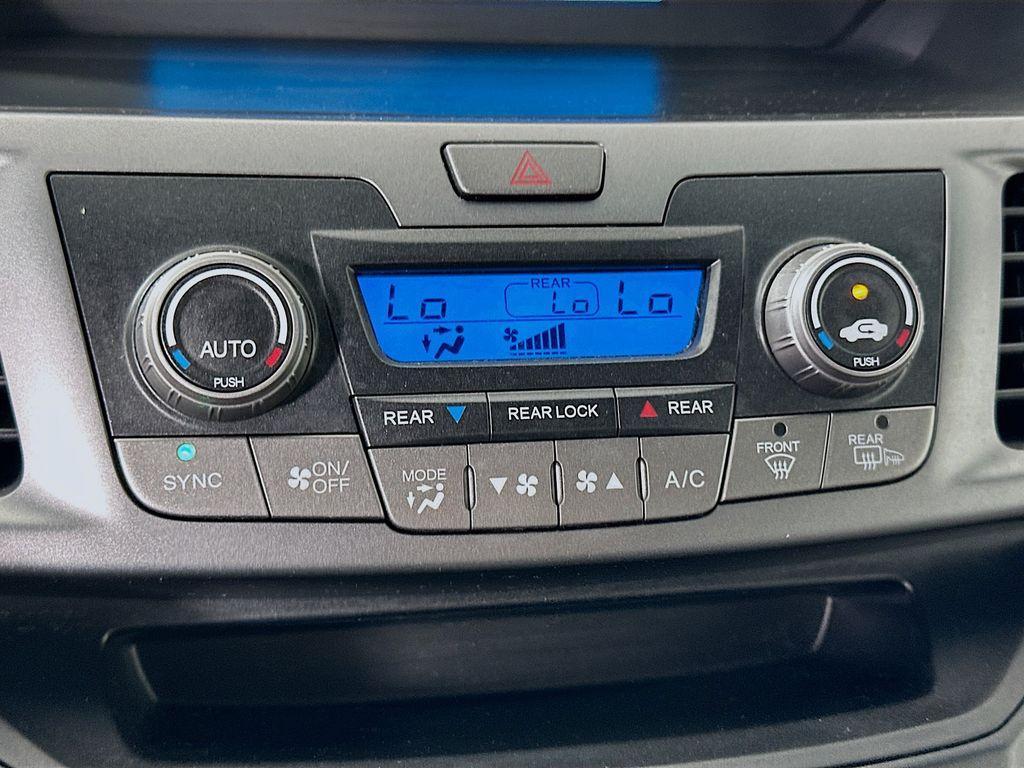 REAR
Lo Lo Lo
AUTO
PUSH
PUSH
REAR REAR LOCK REAR
SYNC ON/OFF MODE A/C FRONT REAR